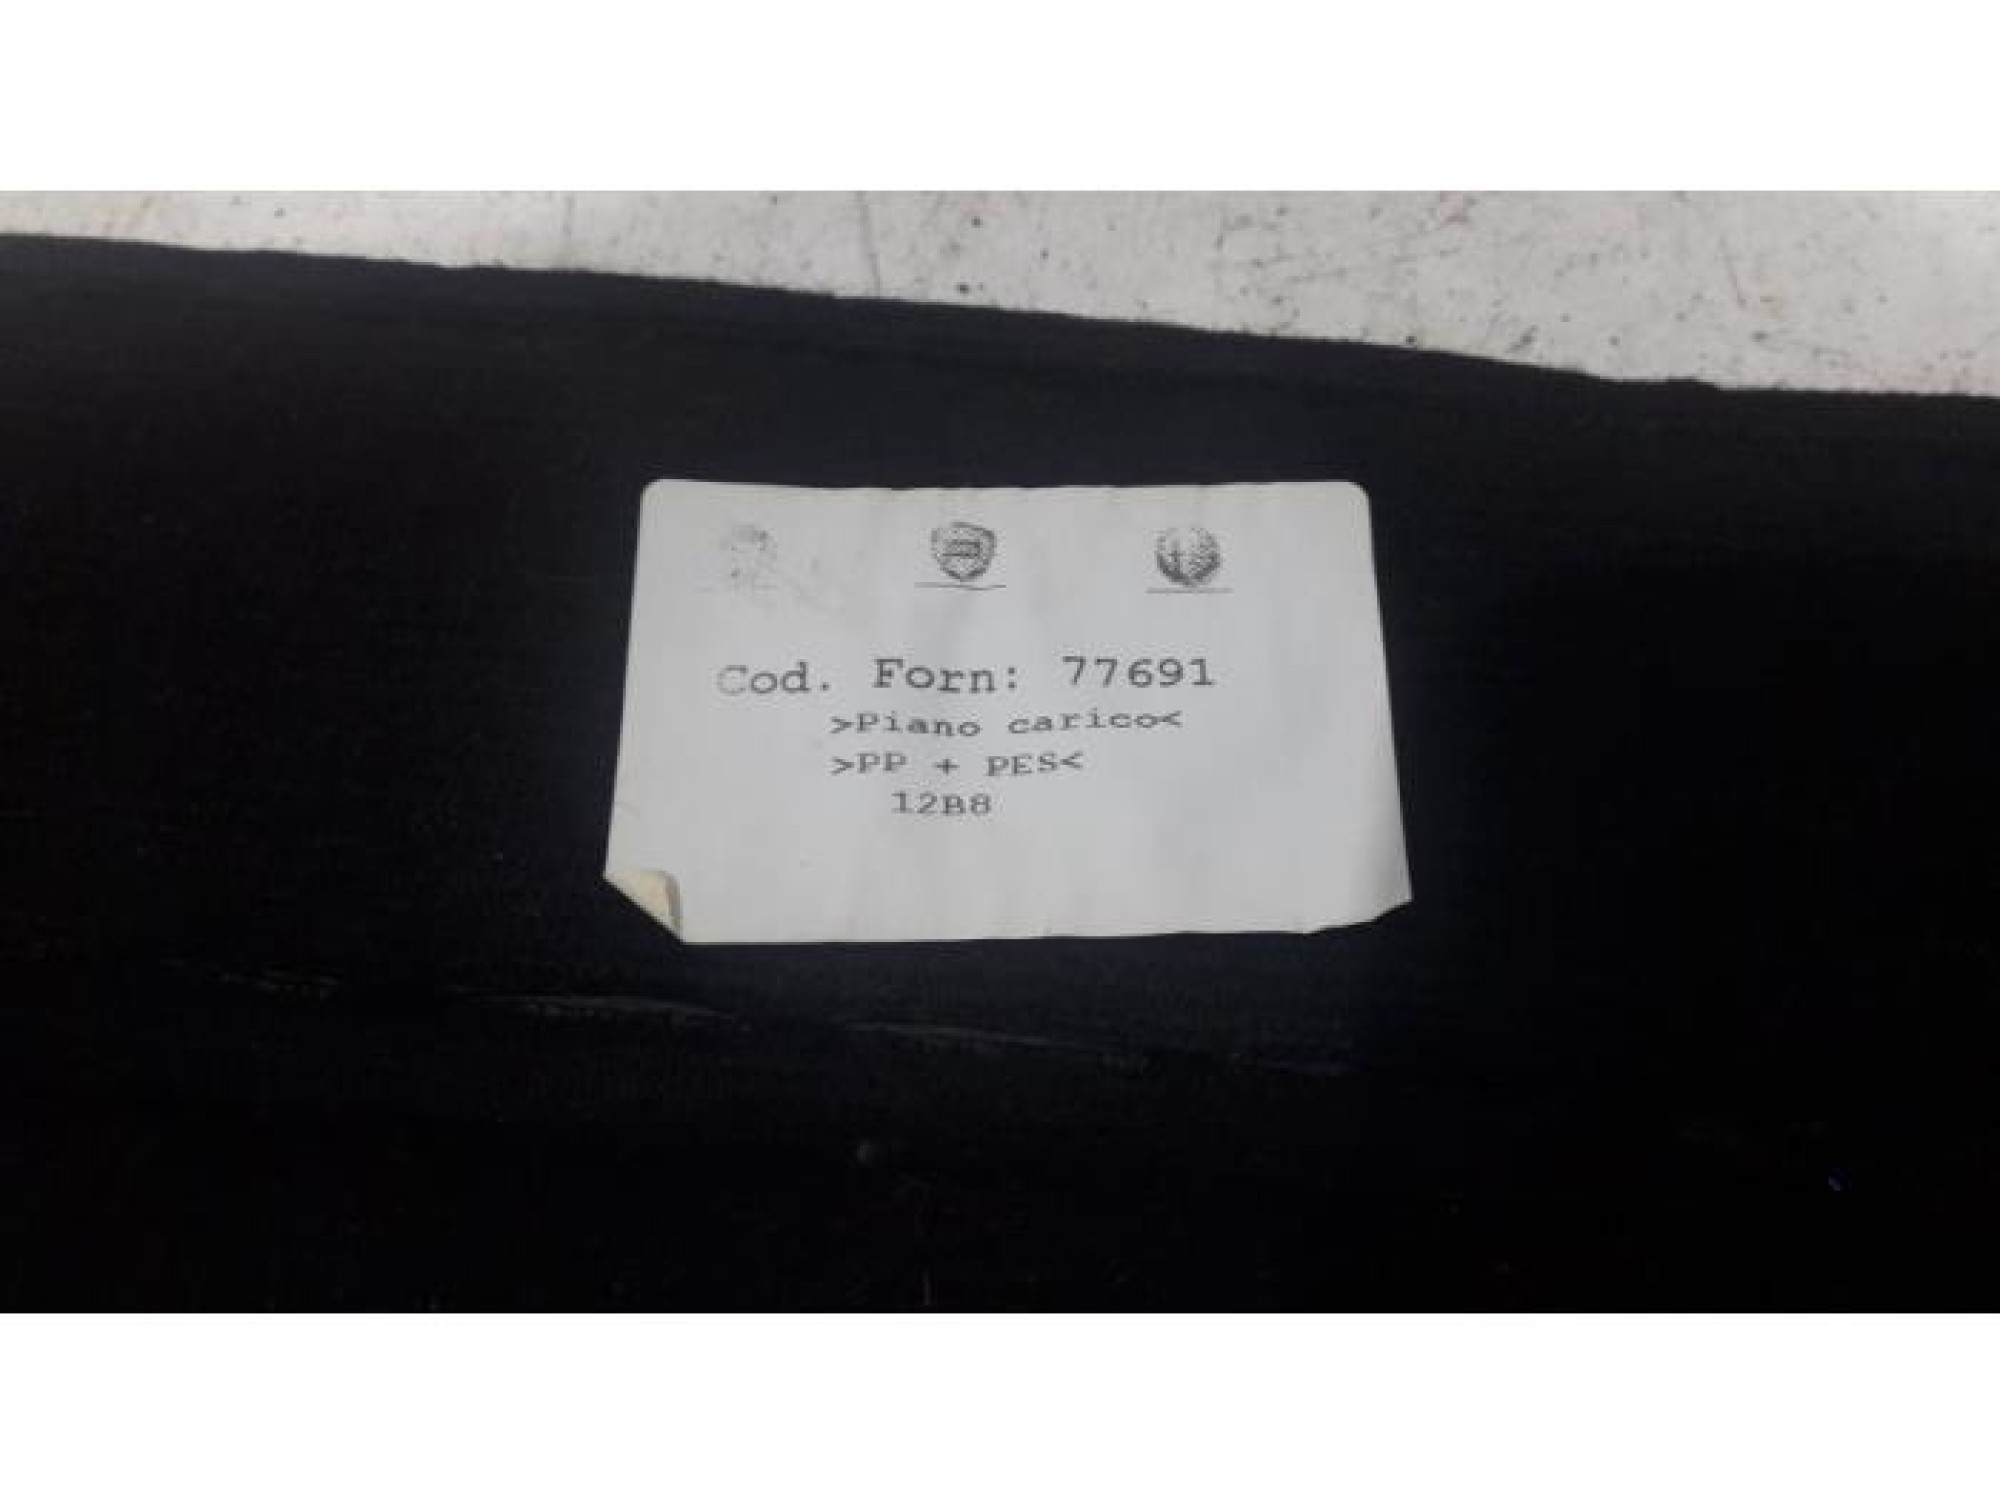 Cod. Forn: 77691
>Piano carico<
>PP + PES<
12B8